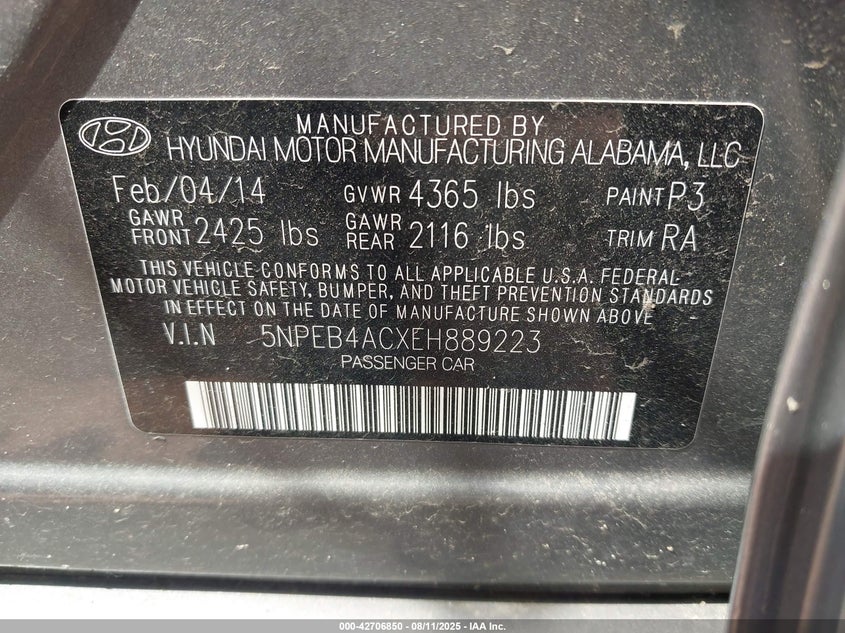 MANUFACTURED BY
HYUNDAI MOTOR MANUFACTURING ALABAMA, LLC
Feb/04/14 GVWR 4365 lbs PAINT P3
GAWR FRONT 2425 lbs GAWR REAR 2116 lbs TRIM RA
THIS VEHICLE CONFORMS TO ALL APPLICABLE U.S.A. FEDERAL
MOTOR VEHICLE SAFETY, BUMPER, AND THEFT PREVENTION STANDARDS
IN EFFECT ON THE DATE OF MANUFACTURE SHOWN ABOVE
V.I.N 5NPEB4ACXEH889223
PASSENGER CAR
000-42706850 - 08/11/2025 - IAA Inc.